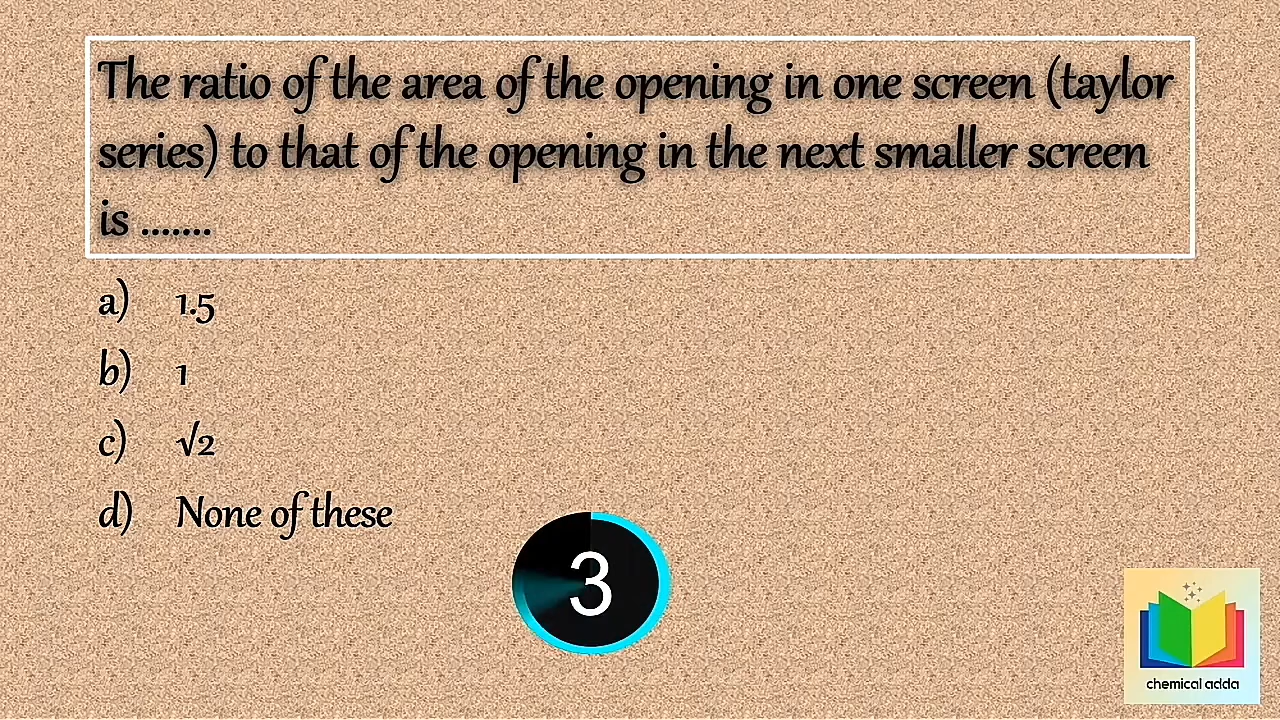 The ratio of the area of the opening in one screen (taylor
series) to that of the opening in the next smaller screen
is .......
a) 1.5
b) 1
c) √2
d) None of these
3
chemical adda